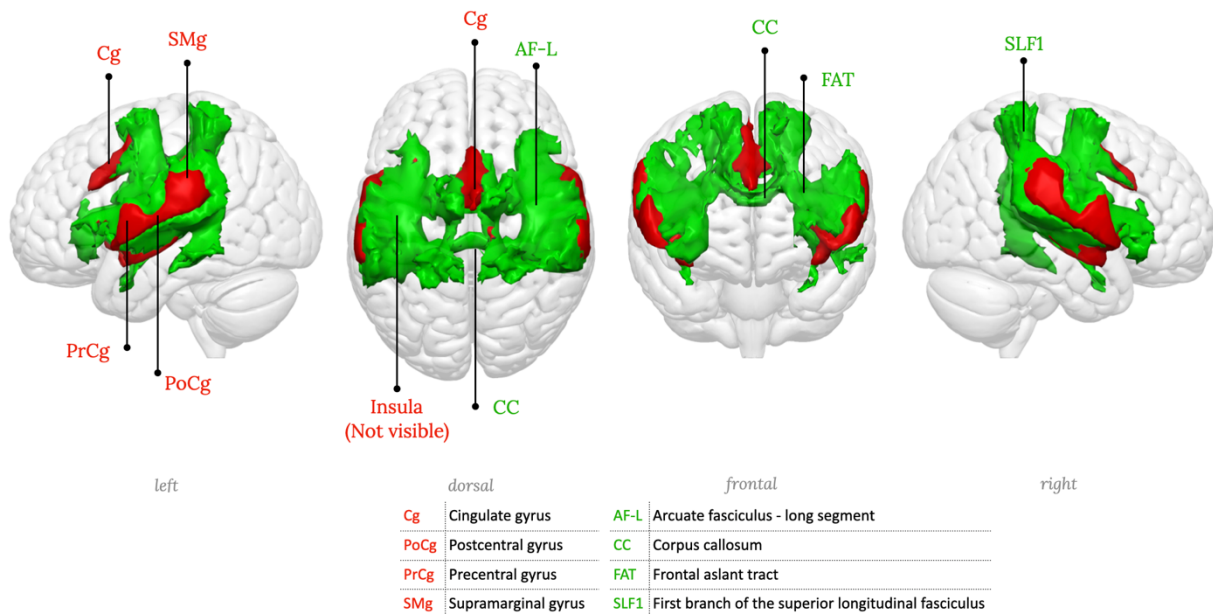 Cg
SMg
Cg
AF-L
CC
FAT
SLF1
PrCg
PoCg
Insula
(Not visible)
CC
left
dorsal
frontal
right
Cg Cingulate gyrus
AF-L Arcuate fasciculus - long segment
PoCg Postcentral gyrus
CC Corpus callosum
PrCg Precentral gyrus
FAT Frontal aslant tract
SMg Supramarginal gyrus
SLF1 First branch of the superior longitudinal fasciculus